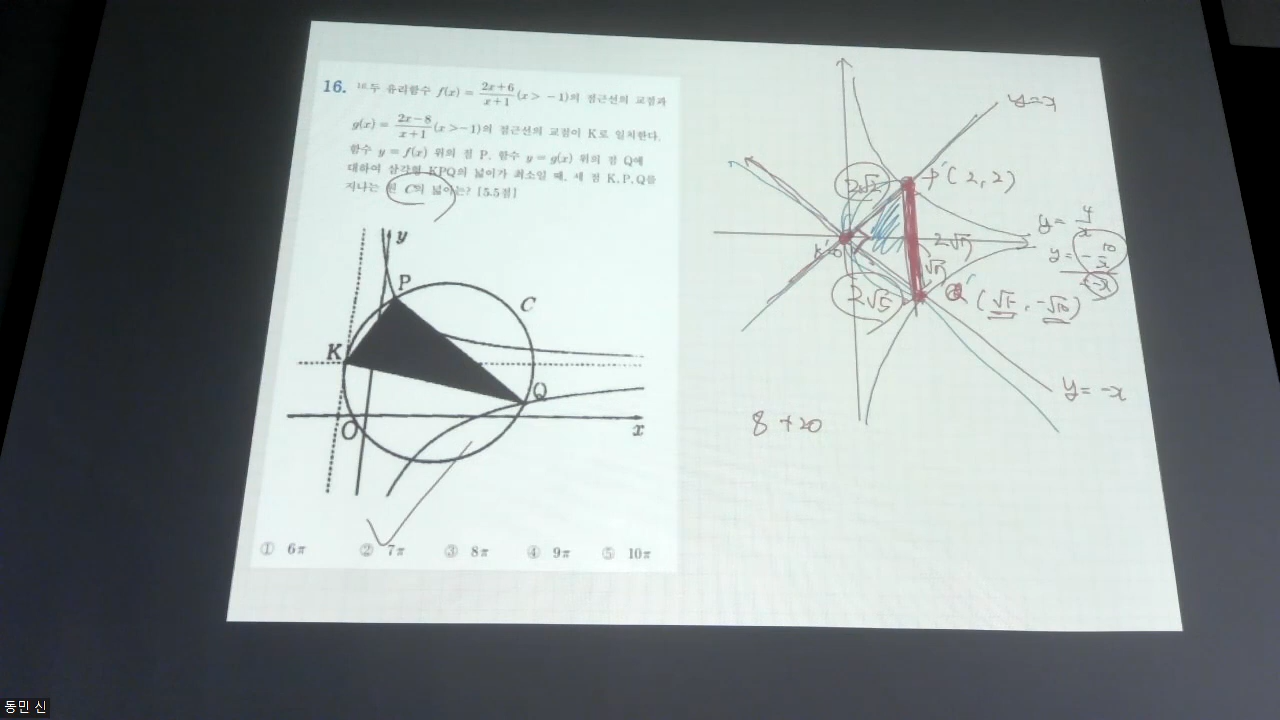 16. 16.두 유리함수 f(x) = \frac{2x+6}{x+1} (x > -1)의 점근선의 교점과
g(x) = \frac{2x-8}{x+1} (x > -1)의 점근선의 교점이 K로 일치한다.
함수 y = f(x) 위의 점 P, 함수 y = g(x) 위의 점 Q에
대하여 삼각형 KPQ의 넓이가 최소일 때, 세 점 K, P, Q를
지나는 원 C의 넓이는? [5.5점]
y
P
C
K
Q
O
x
① 6π ② 7π ③ 8π ④ 9π ⑤ 10π
y=x
2√2
P'(2, 2)
y=\frac{4}{x}
K
2√5
Q'(√5, -√5)
y=-x
8+20
동민 신